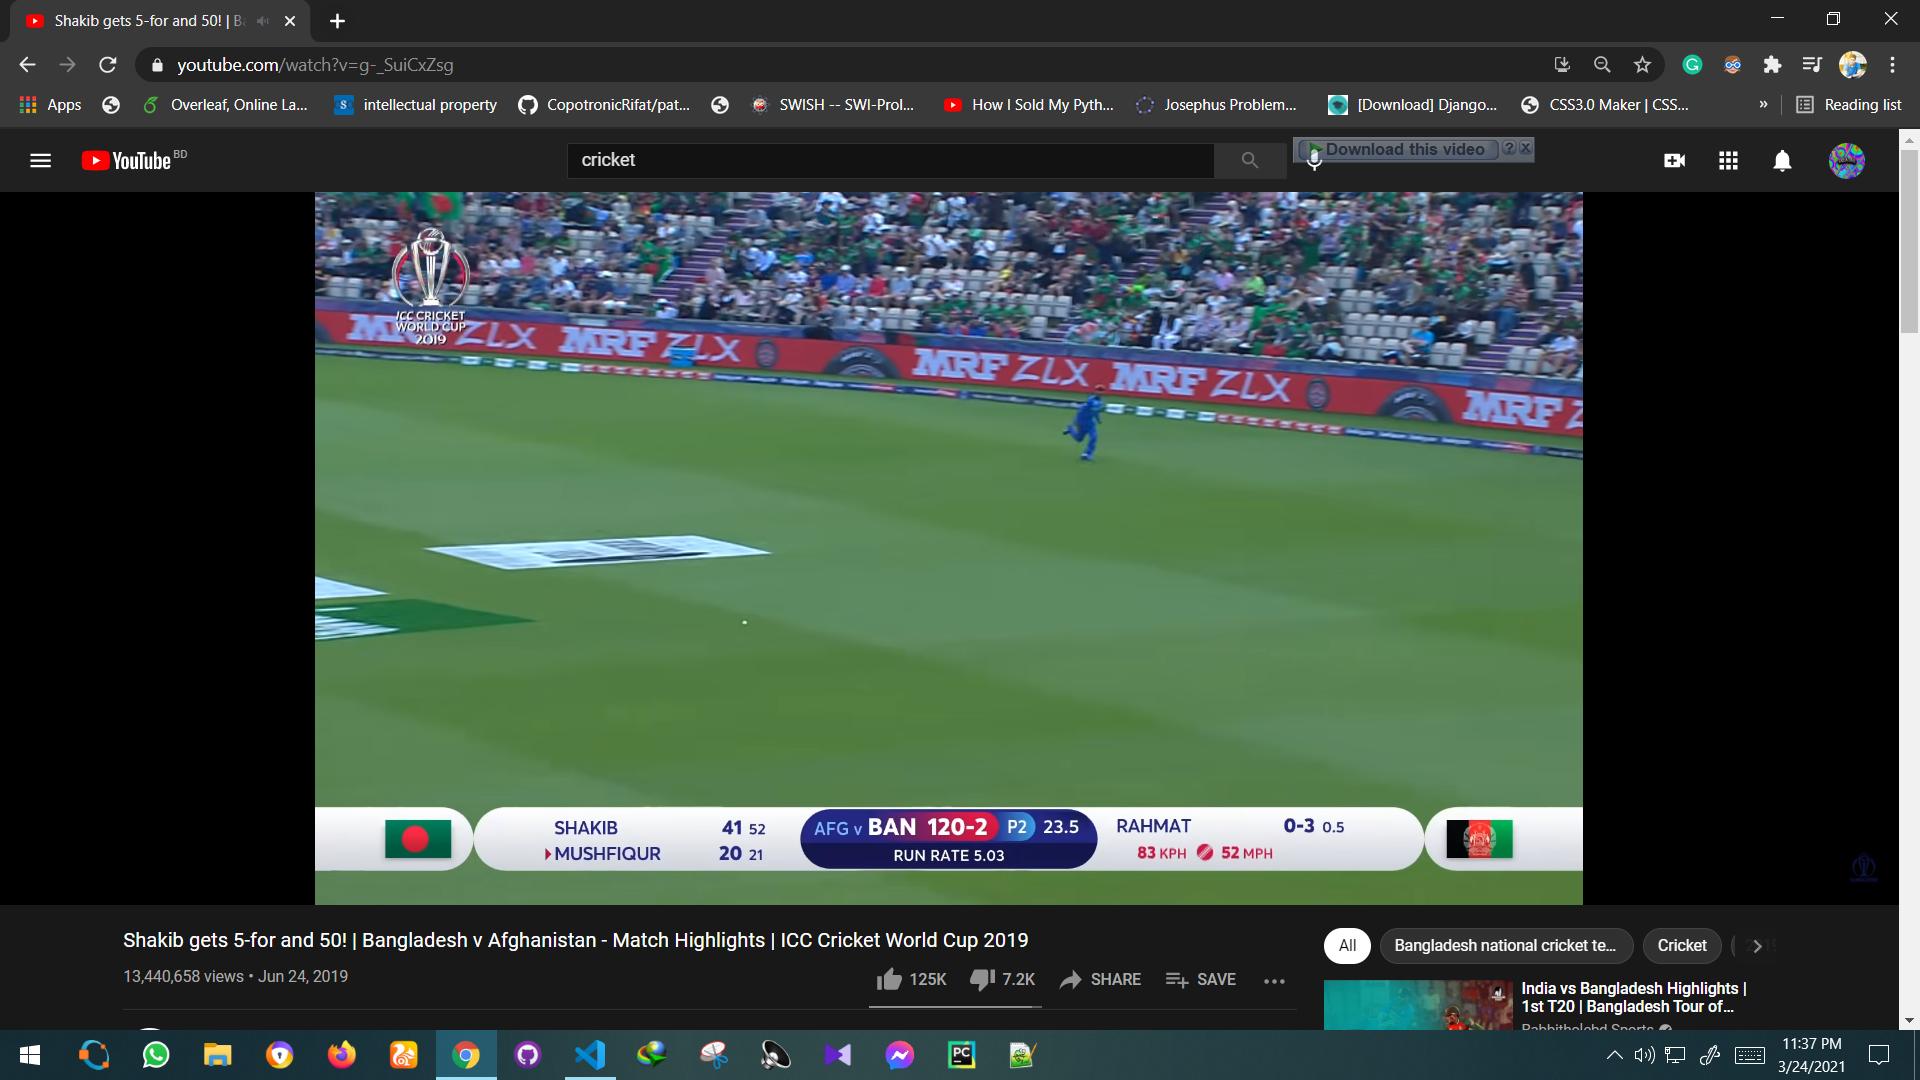 Shakib gets 5-for and 50! | B
youtube.com/watch?v=g-_SuiCxZsg
Apps
Overleaf, Online La...
intellectual property
CopotronicRifat/pat...
SWISH -- SWI-Prol...
How I Sold My Pyth...
Josephus Problem...
[Download] Django...
CSS3.0 Maker | CSS...
»
Reading list
YouTube BD
cricket
Download this video ? X
ICC CRICKET
WORLD CUP
2019
MRF ZLX MRF ZLX MRF ZLX MRF ZLX MRF Z
SHAKIB 41 52
MUSHFIQUR 20 21
AFG v BAN 120-2 P2 23.5
RUN RATE 5.03
RAHMAT 0-3 0.5
83 KPH 52 MPH
Shakib gets 5-for and 50! | Bangladesh v Afghanistan - Match Highlights | ICC Cricket World Cup 2019
13,440,658 views • Jun 24, 2019
125K
7.2K
SHARE
SAVE
All
Bangladesh national cricket te...
Cricket
India vs Bangladesh Highlights |
1st T20 | Bangladesh Tour of...
Rabbitholebd Sports
PC
11:37 PM
3/24/2021